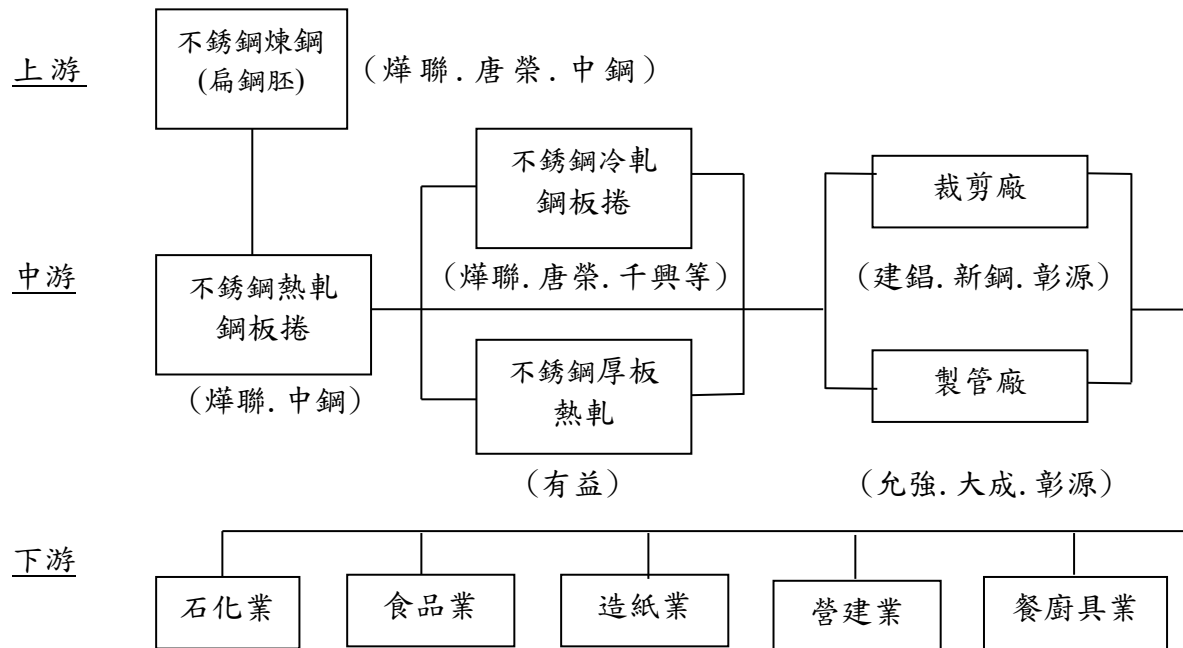 上游
不銹鋼煉鋼
(扁鋼胚)
(燁聯.唐榮.中鋼)
中游
不銹鋼熱軋
鋼板捲
(燁聯.中鋼)
不銹鋼冷軋
鋼板捲
(燁聯.唐榮.千興等)
不銹鋼厚板
熱軋
(有益)
裁剪廠
(建錩.新鋼.彰源)
製管廠
(允強.大成.彰源)
下游
石化業
食品業
造紙業
營建業
餐廚具業